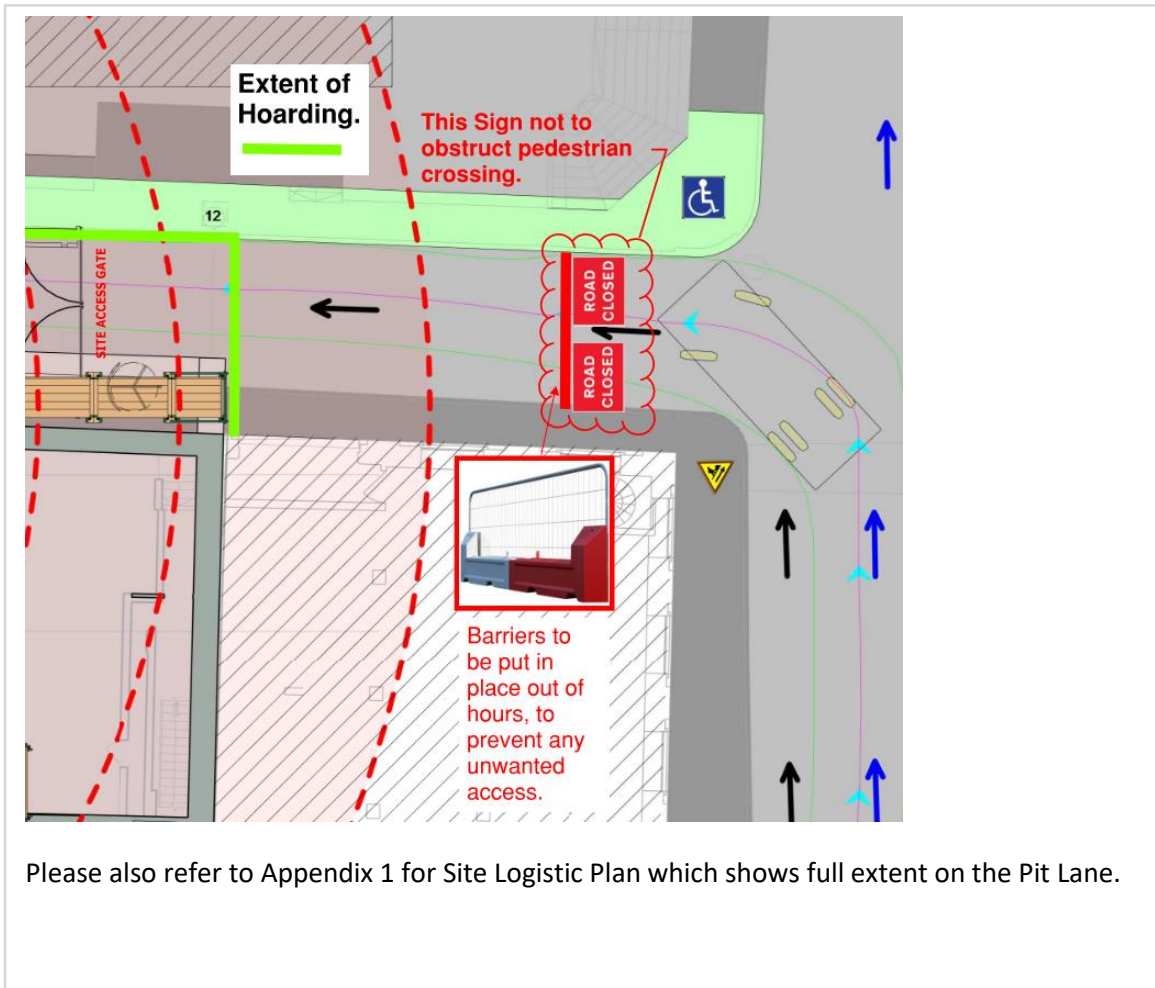 Extent of
Hoarding.
This Sign not to
obstruct pedestrian
crossing.
12
SITE ACCESS GATE
ROAD
CLOSED
ROAD
CLOSED
Barriers to
be put in
place out of
hours, to
prevent any
unwanted
access.
Please also refer to Appendix 1 for Site Logistic Plan which shows full extent on the Pit Lane.